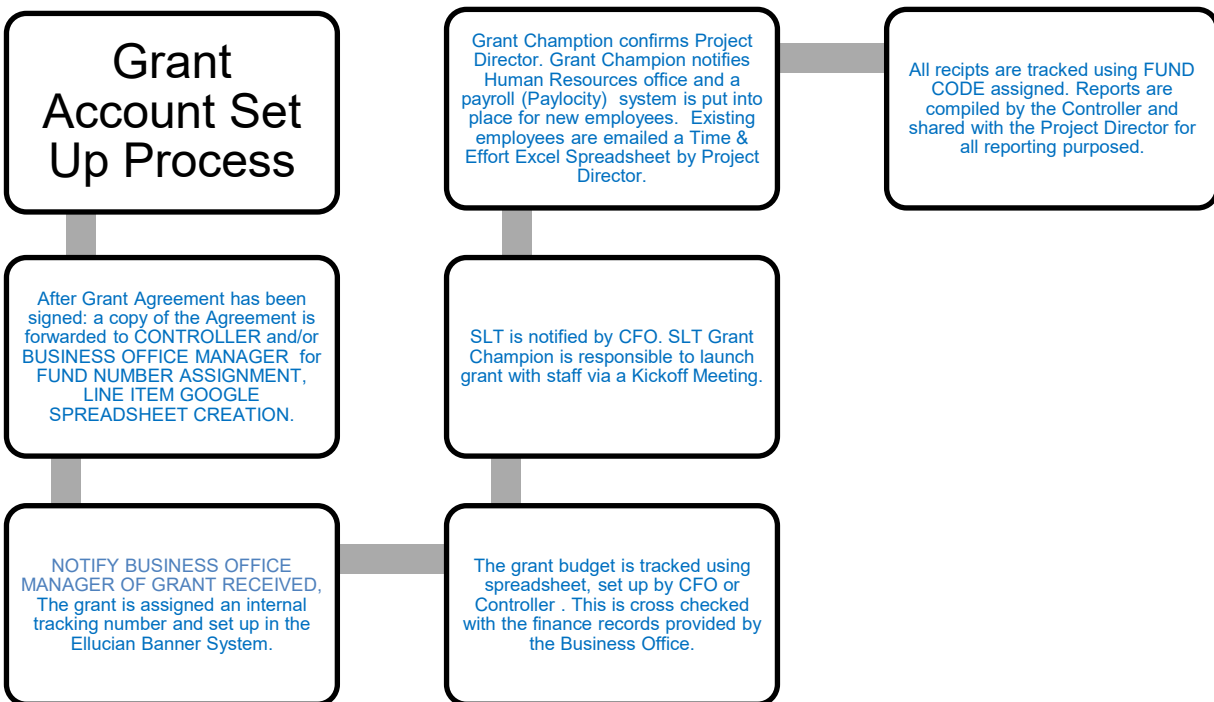 Grant
Account Set
Up Process
After Grant Agreement has been
signed: a copy of the Agreement is
forwarded to CONTROLLER and/or
BUSINESS OFFICE MANAGER for
FUND NUMBER ASSIGNMENT,
LINE ITEM GOOGLE
SPREADSHEET CREATION.
NOTIFY BUSINESS OFFICE
MANAGER OF GRANT RECEIVED,
The grant is assigned an internal
tracking number and set up in the
Ellucian Banner System.
The grant budget is tracked using
spreadsheet, set up by CFO or
Controller . This is cross checked
with the finance records provided by
the Business Office.
SLT is notified by CFO. SLT Grant
Champion is responsible to launch
grant with staff via a Kickoff Meeting.
Grant Chamption confirms Project
Director. Grant Champion notifies
Human Resources office and a
payroll (Paylocity) system is put into
place for new employees. Existing
employees are emailed a Time &
Effort Excel Spreadsheet by Project
Director.
All recipts are tracked using FUND
CODE assigned. Reports are
compiled by the Controller and
shared with the Project Director for
all reporting purposed.